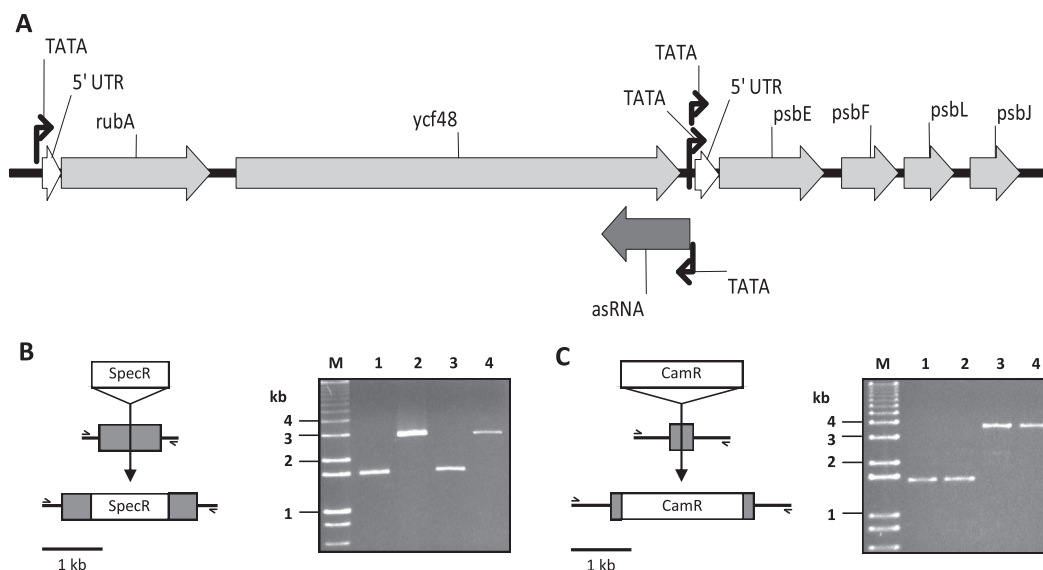 A
TATA
5' UTR
rubA
ycf48
TATA
TATA
5' UTR
psbE
psbF
psbL
psbJ
asRNA
TATA
B
SpecR
SpecR
1 kb
M 1 2 3 4
kb
4
3
2
1
C
CamR
CamR
1 kb
M 1 2 3 4
kb
4
3
2
1